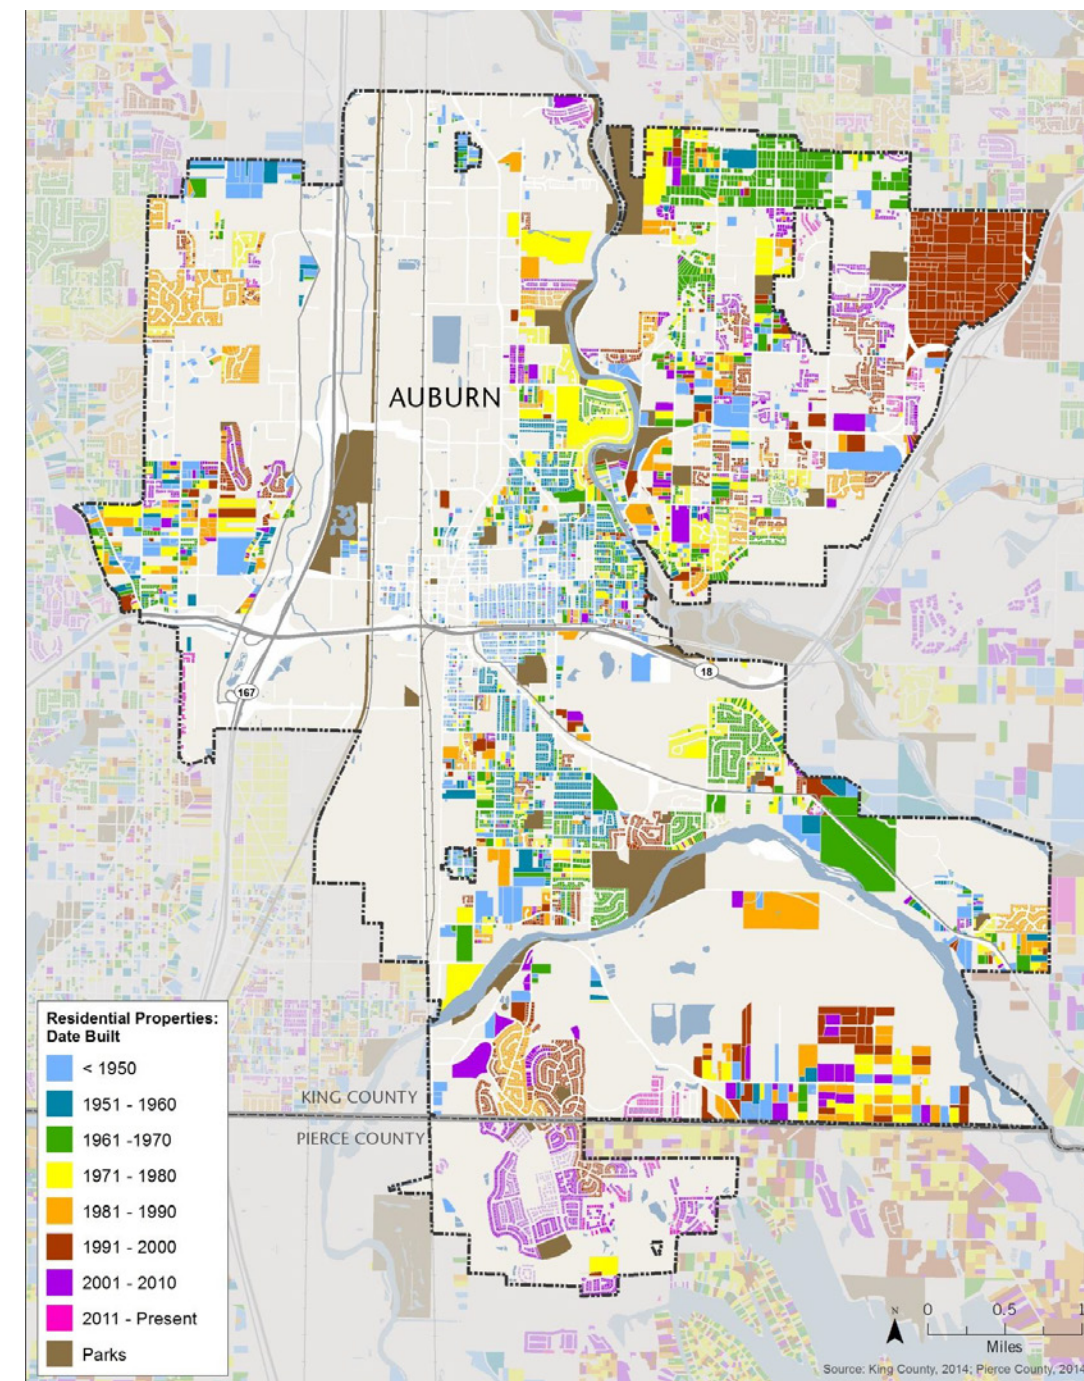 AUBURN
18
167
KING COUNTY
PIERCE COUNTY
Residential Properties:
Date Built
< 1950
1951 - 1960
1961 -1970
1971 - 1980
1981 - 1990
1991 - 2000
2001 - 2010
2011 - Present
Parks
N
0 0.5 1
Miles
Source: King County, 2014; Pierce County, 2014